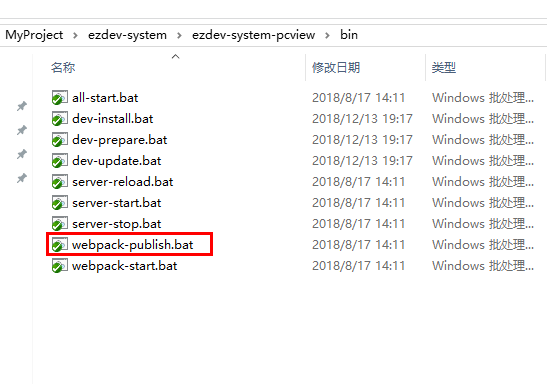 MyProject > ezdev-system > ezdev-system-pcview > bin
名称 修改日期 类型
all-start.bat 2018/8/17 14:11 Windows 批处理...
dev-install.bat 2018/12/13 19:17 Windows 批处理...
dev-prepare.bat 2018/12/13 19:17 Windows 批处理...
dev-update.bat 2018/12/13 19:17 Windows 批处理...
server-reload.bat 2018/8/17 14:11 Windows 批处理...
server-start.bat 2018/8/17 14:11 Windows 批处理...
server-stop.bat 2018/8/17 14:11 Windows 批处理...
webpack-publish.bat 2018/8/17 14:11 Windows 批处理...
webpack-start.bat 2018/8/17 14:11 Windows 批处理...